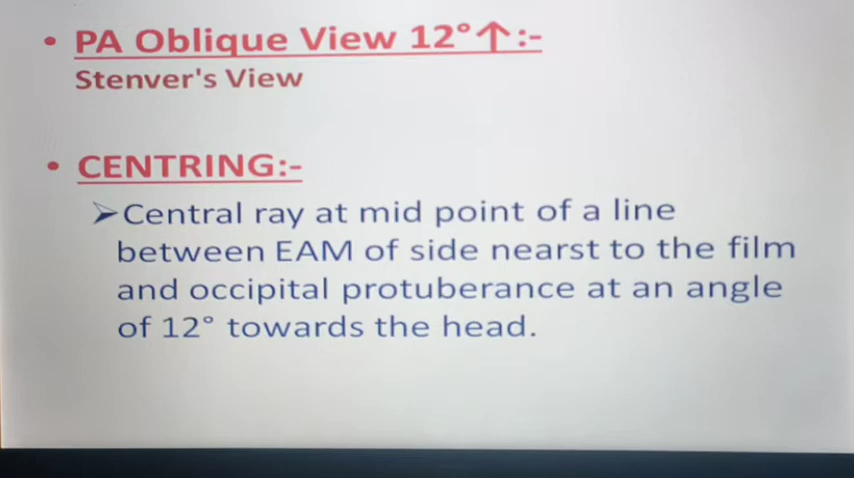 • PA Oblique View 12°↑:-
Stenver's View
• CENTRING:-
➢Central ray at mid point of a line
between EAM of side nearst to the film
and occipital protuberance at an angle
of 12° towards the head.